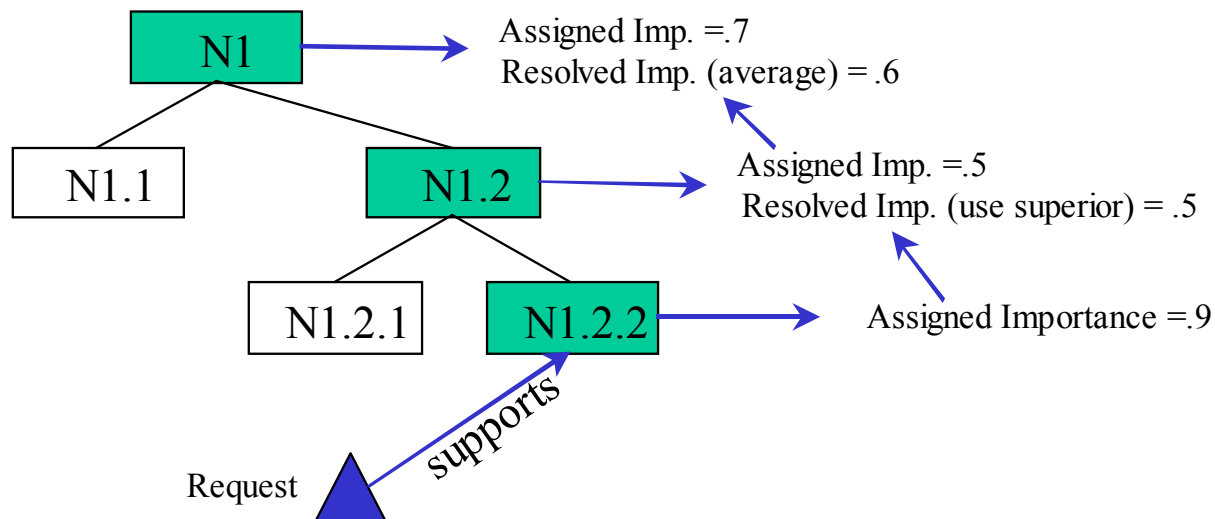 N1
Assigned Imp. =.7
Resolved Imp. (average) = .6
N1.1
N1.2
Assigned Imp. =.5
Resolved Imp. (use superior) = .5
N1.2.1
N1.2.2
Assigned Importance =.9
supports
Request